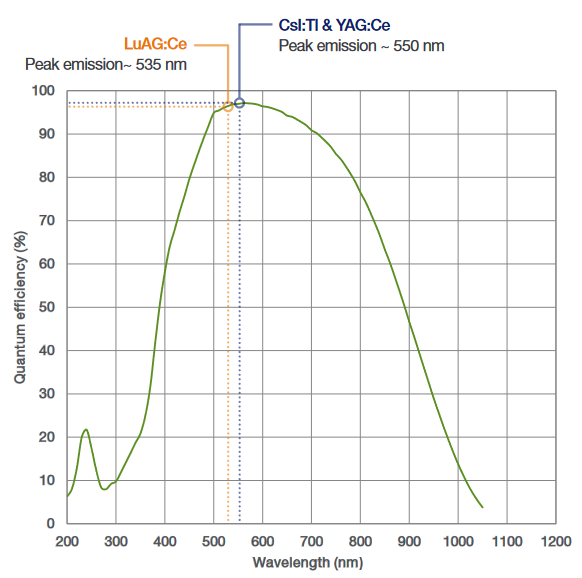 CsI:Tl & YAG:Ce
Peak emission ~ 550 nm
LuAG:Ce
Peak emission~ 535 nm
100
90
80
70
60
50
40
30
20
10
0
Quantum efficiency (%)
200 300 400 500 600 700 800 900 1000 1100 1200
Wavelength (nm)